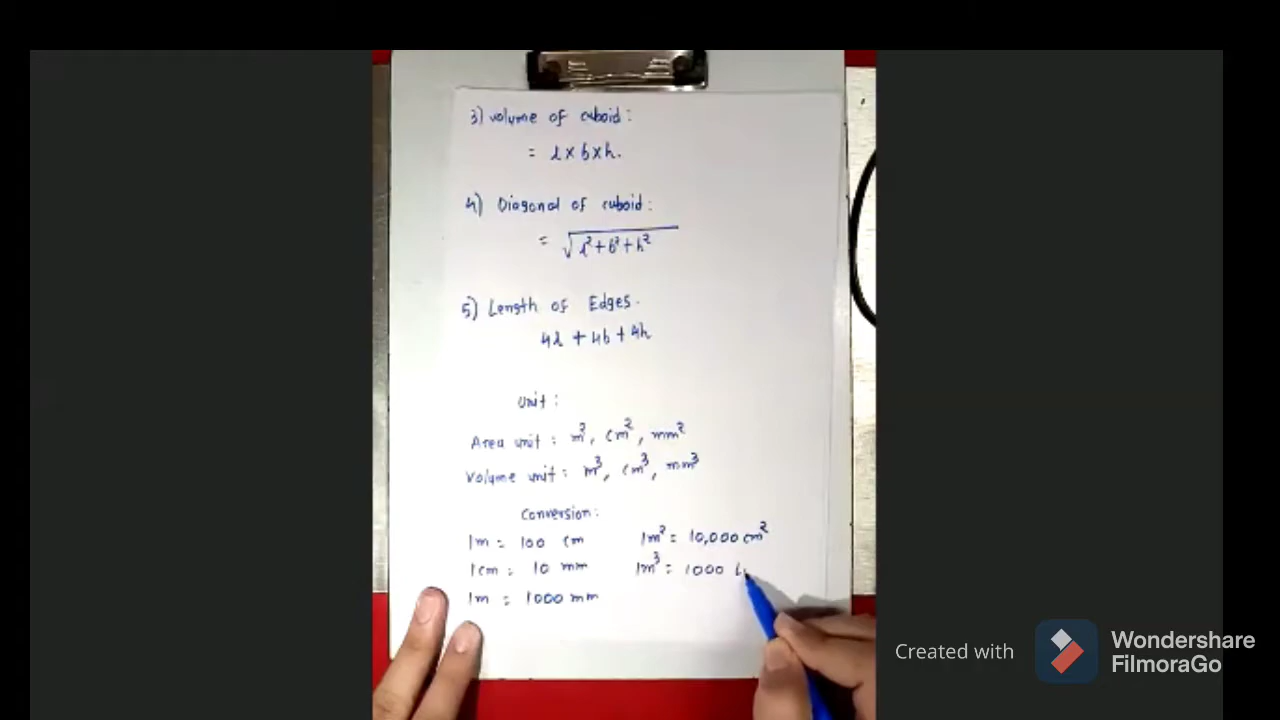 3) Volume of cuboid:
= l × b × h.
4) Diagonal of cuboid:
= √l²+b²+h²
5) Length of Edges.
4l + 4b + 4h
Unit:
Area unit: m², cm², mm²
Volume unit: m³, cm³, mm³
Conversion:
1m = 100 cm
1m² = 10,000 cm²
1cm = 10 mm
1m³ = 1000
1m = 1000 mm
Created with
Wondershare
FilmoraGo